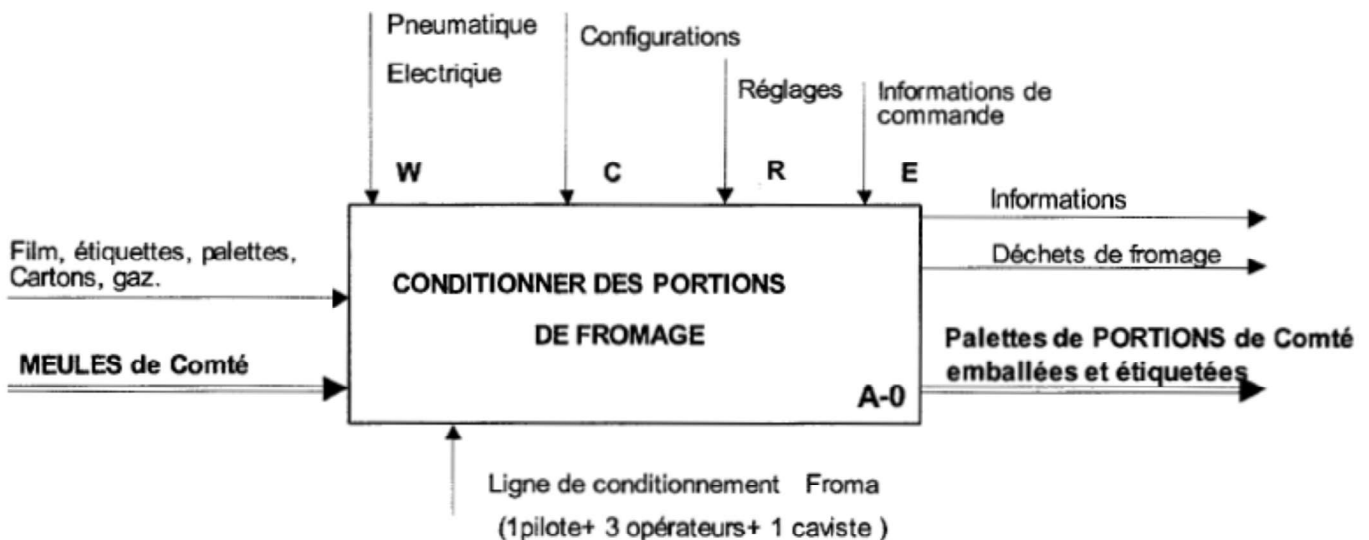 Pneumatique
Electrique
Configurations
Réglages
Informations de
commande
W
C
R
E
Film, étiquettes, palettes,
Cartons, gaz.
MEULES de Comté
CONDITIONNER DES PORTIONS
DE FROMAGE
A-0
Informations
Déchets de fromage
Palettes de PORTIONS de Comté
emballées et étiquetées
Ligne de conditionnement Froma
(1pilote+ 3 opérateurs+ 1 caviste )